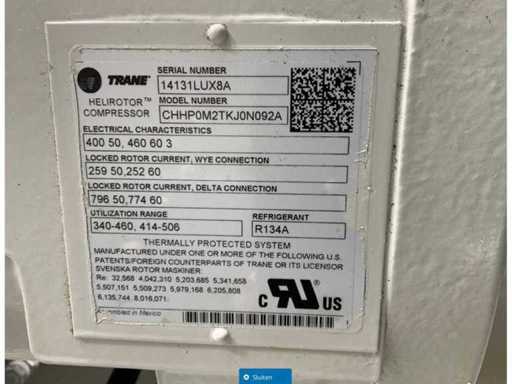 TRANE
SERIAL NUMBER
14131LUX8A
HELIROTOR™ COMPRESSOR
MODEL NUMBER
CHHP0M2TKJ0N092A
ELECTRICAL CHARACTERISTICS
400 50, 460 60 3
LOCKED ROTOR CURRENT, WYE CONNECTION
259 50,252 60
LOCKED ROTOR CURRENT, DELTA CONNECTION
796 50,774 60
UTILIZATION RANGE
REFRIGERANT
340-460, 414-506
R134A
THERMALLY PROTECTED SYSTEM
MANUFACTURED UNDER ONE OR MORE OF THE FOLLOWING U.S.
PATENTS/FOREIGN COUNTERPARTS OF TRANE OR ITS LICENSOR
SVENSKA ROTOR MASKINER:
Re: 32,568 4,042,310 5,203,685 5,341,658
5,507,151 5,509,273 5,979,168 6,205,808
6,135,744 8,016,071.
in Mexico
C RU US
Sluiten